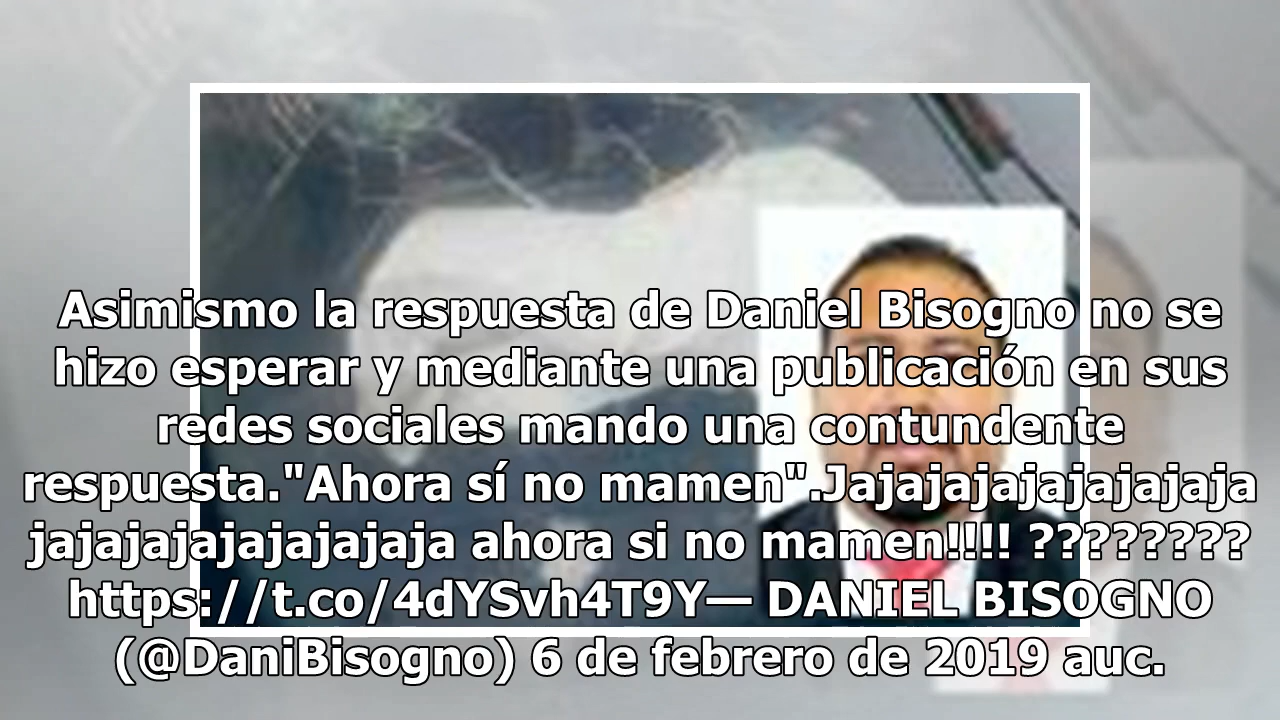 Asimismo la respuesta de Daniel Bisogno no se
hizo esperar y mediante una publicación en sus
redes sociales mando una contundente
respuesta."Ahora sí no mamen".Jajajajajajajajaja
jajajajajajajajajaja ahora si no mamen!!!! ????????
https://t.co/4dYSvh4T9Y— DANIEL BISOGNO
(@DaniBisogno) 6 de febrero de 2019 auc.